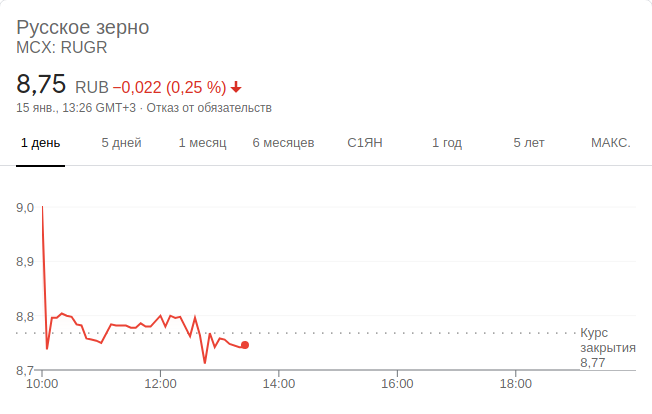 Русское зерно
MCX: RUGR
8,75 RUB −0,022 (0,25 %)
15 янв., 13:26 GMT+3 · Отказ от обязательств
1 день 5 дней 1 месяц 6 месяцев С1ЯН 1 год 5 лет МАКС.
9,0
8,9
8,8
Курс
закрытия
8,77
8,7
10:00 12:00 14:00 16:00 18:00